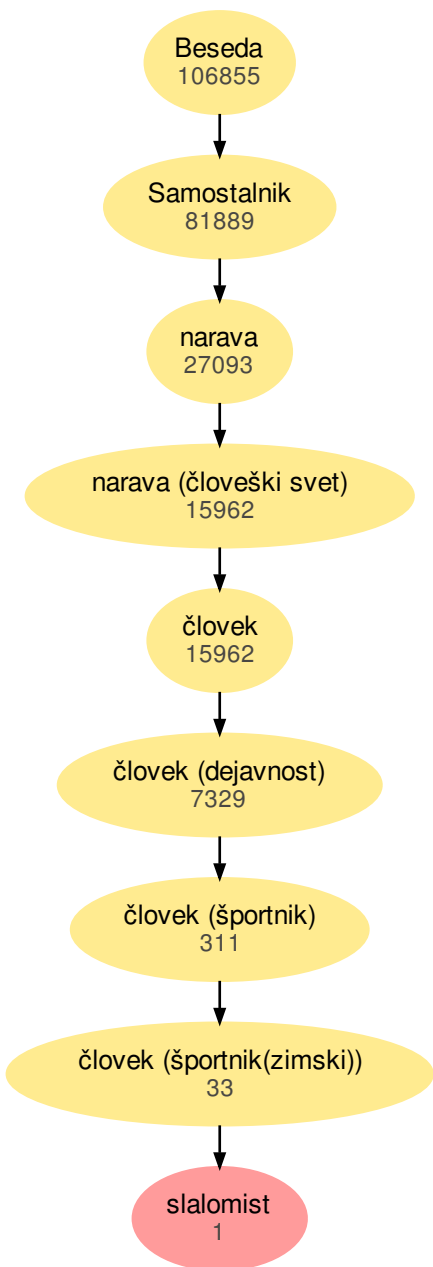 Beseda
106855
Samostalnik
81889
narava
27093
narava (človeški svet)
15962
človek
15962
človek (dejavnost)
7329
človek (športnik)
311
človek (športnik(zimski))
33
slalomist
1